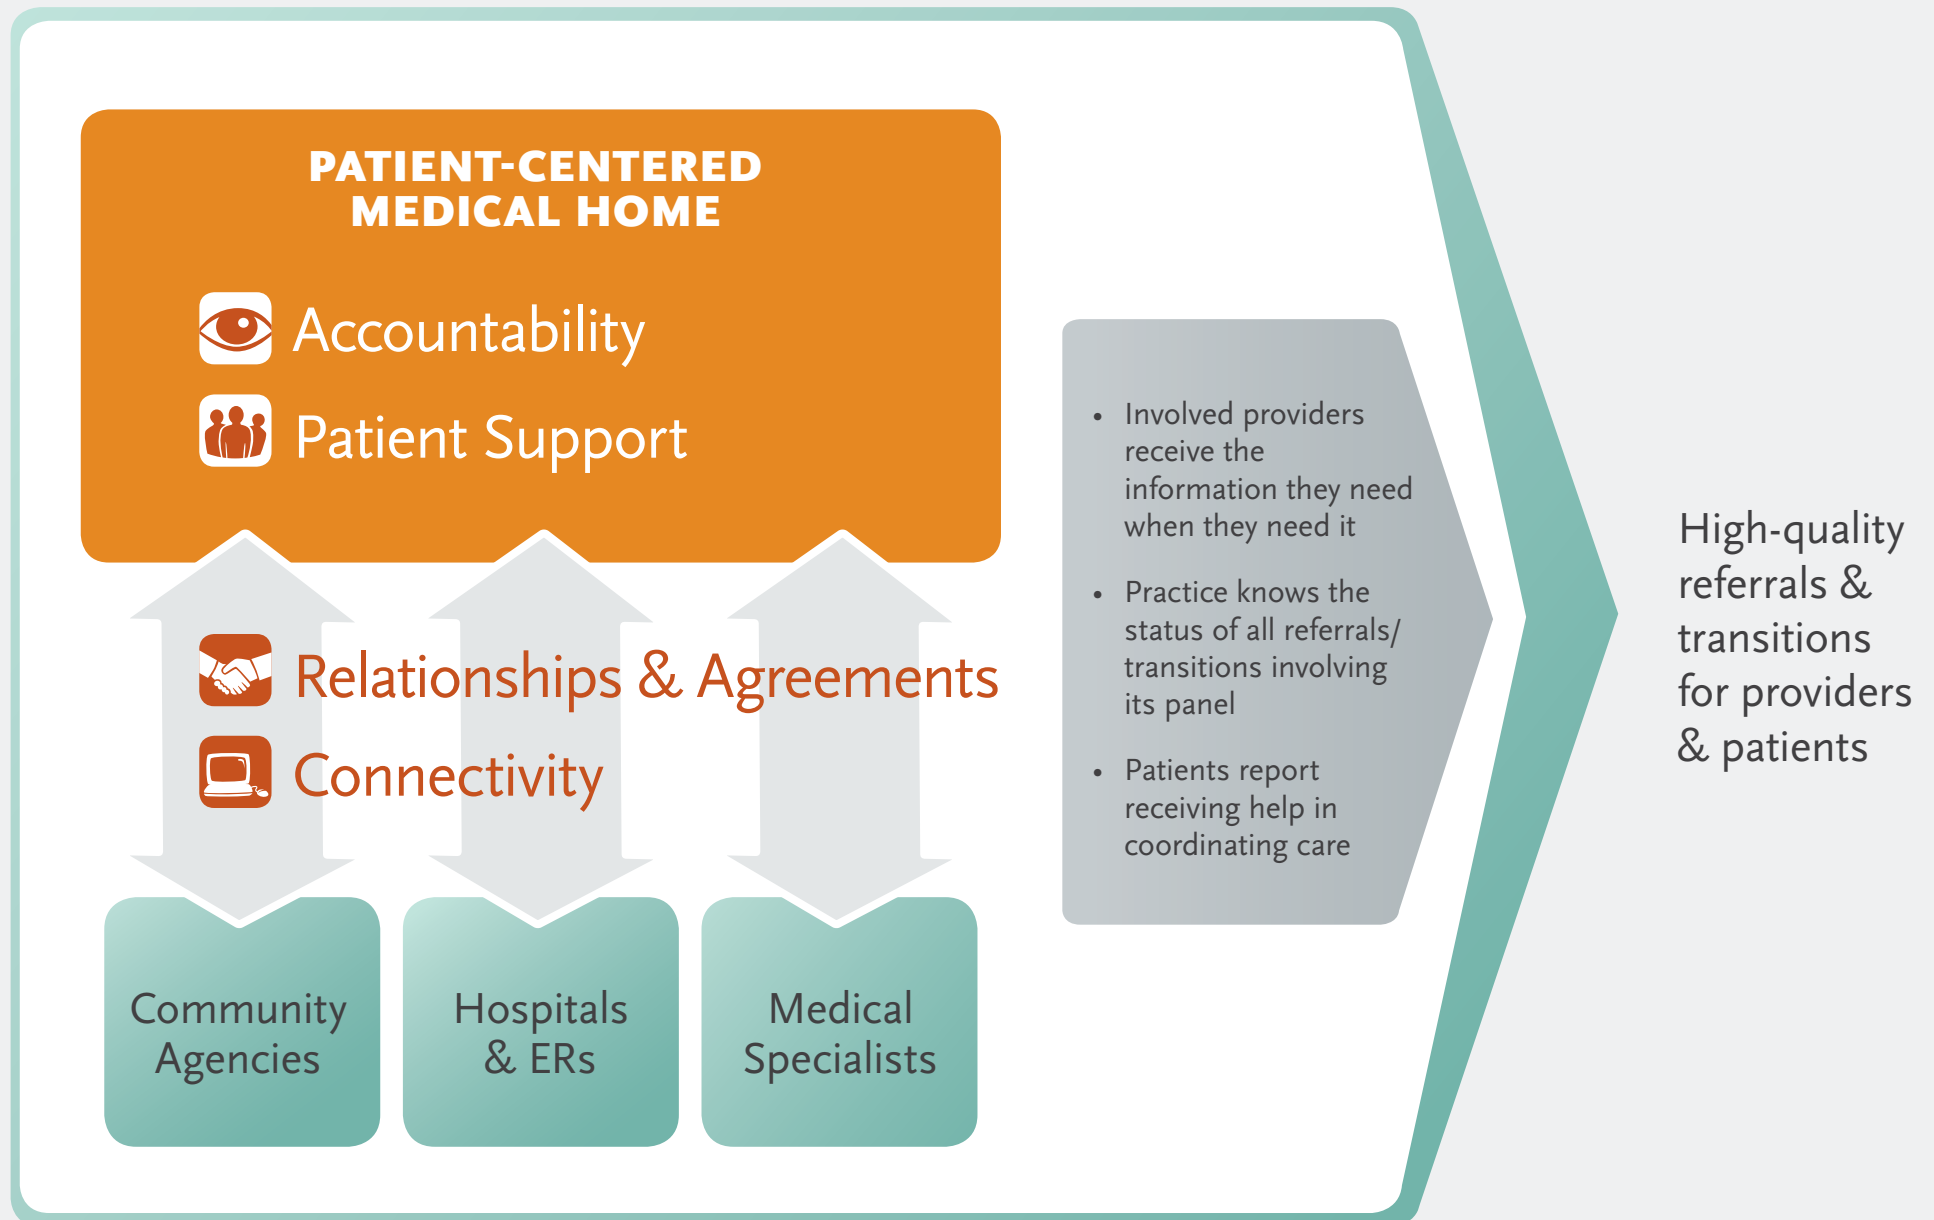 PATIENT-CENTERED
MEDICAL HOME
Accountability
Patient Support
Relationships & Agreements
Connectivity
Community
Agencies
Hospitals
& ERs
Medical
Specialists
• Involved providers
receive the
information they need
when they need it
• Practice knows the
status of all referrals/
transitions involving
its panel
• Patients report
receiving help in
coordinating care
High-quality
referrals &
transitions
for providers
& patients